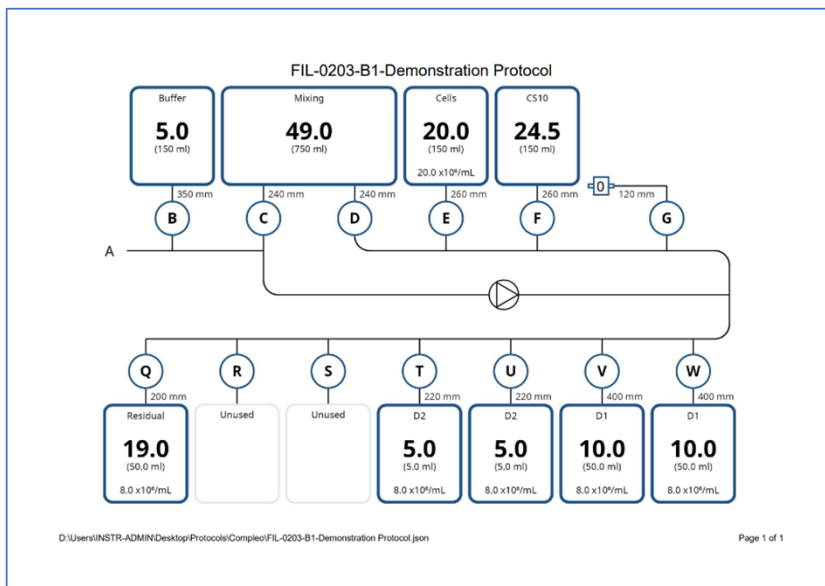 FIL-0203-B1-Demonstration Protocol
Buffer
5.0
(150 ml)
Mixing
49.0
(750 ml)
Cells
20.0
(150 ml)
20.0 x10⁶/mL
CS10
24.5
(150 ml)
350 mm
240 mm
240 mm
260 mm
260 mm
0
120 mm
B
C
D
E
F
G
A
Q
R
S
T
U
V
W
200 mm
220 mm
220 mm
400 mm
400 mm
Residual
19.0
(50.0 ml)
8.0 x10⁶/mL
Unused
Unused
D2
5.0
(5.0 ml)
8.0 x10⁶/mL
D2
5.0
(5.0 ml)
8.0 x10⁶/mL
D1
10.0
(50.0 ml)
8.0 x10⁶/mL
D1
10.0
(50.0 ml)
8.0 x10⁶/mL
D:\Users\INSTR-ADMIN\Desktop\Protocols\Compleo\FIL-0203-B1-Demonstration Protocol.json
Page 1 of 1